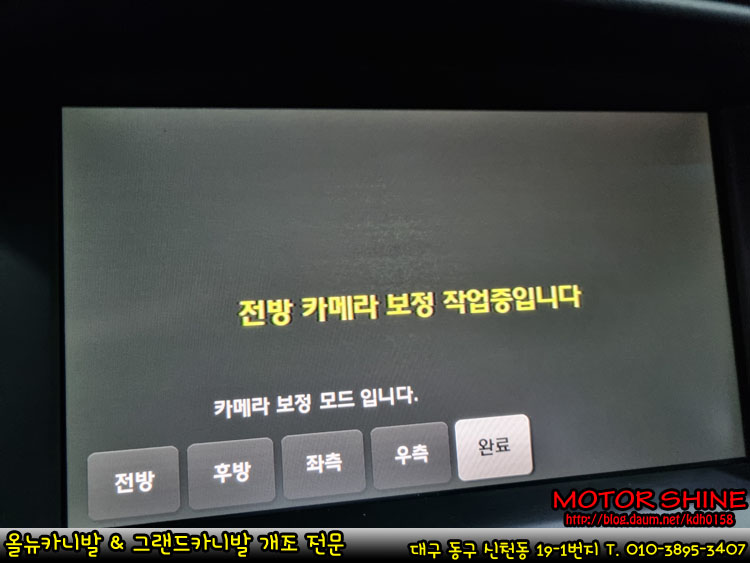 전방 카메라 보정 작업중입니다
카메라 보정 모드 입니다.
전방 후방 좌측 우측 완료
MOTOR SHINE
http://blog.daum.net/kdh0158
올뉴카니발 & 그랜드카니발 개조 전문
대구 동구 신천동 19-1번지 T. 010-3895-3407